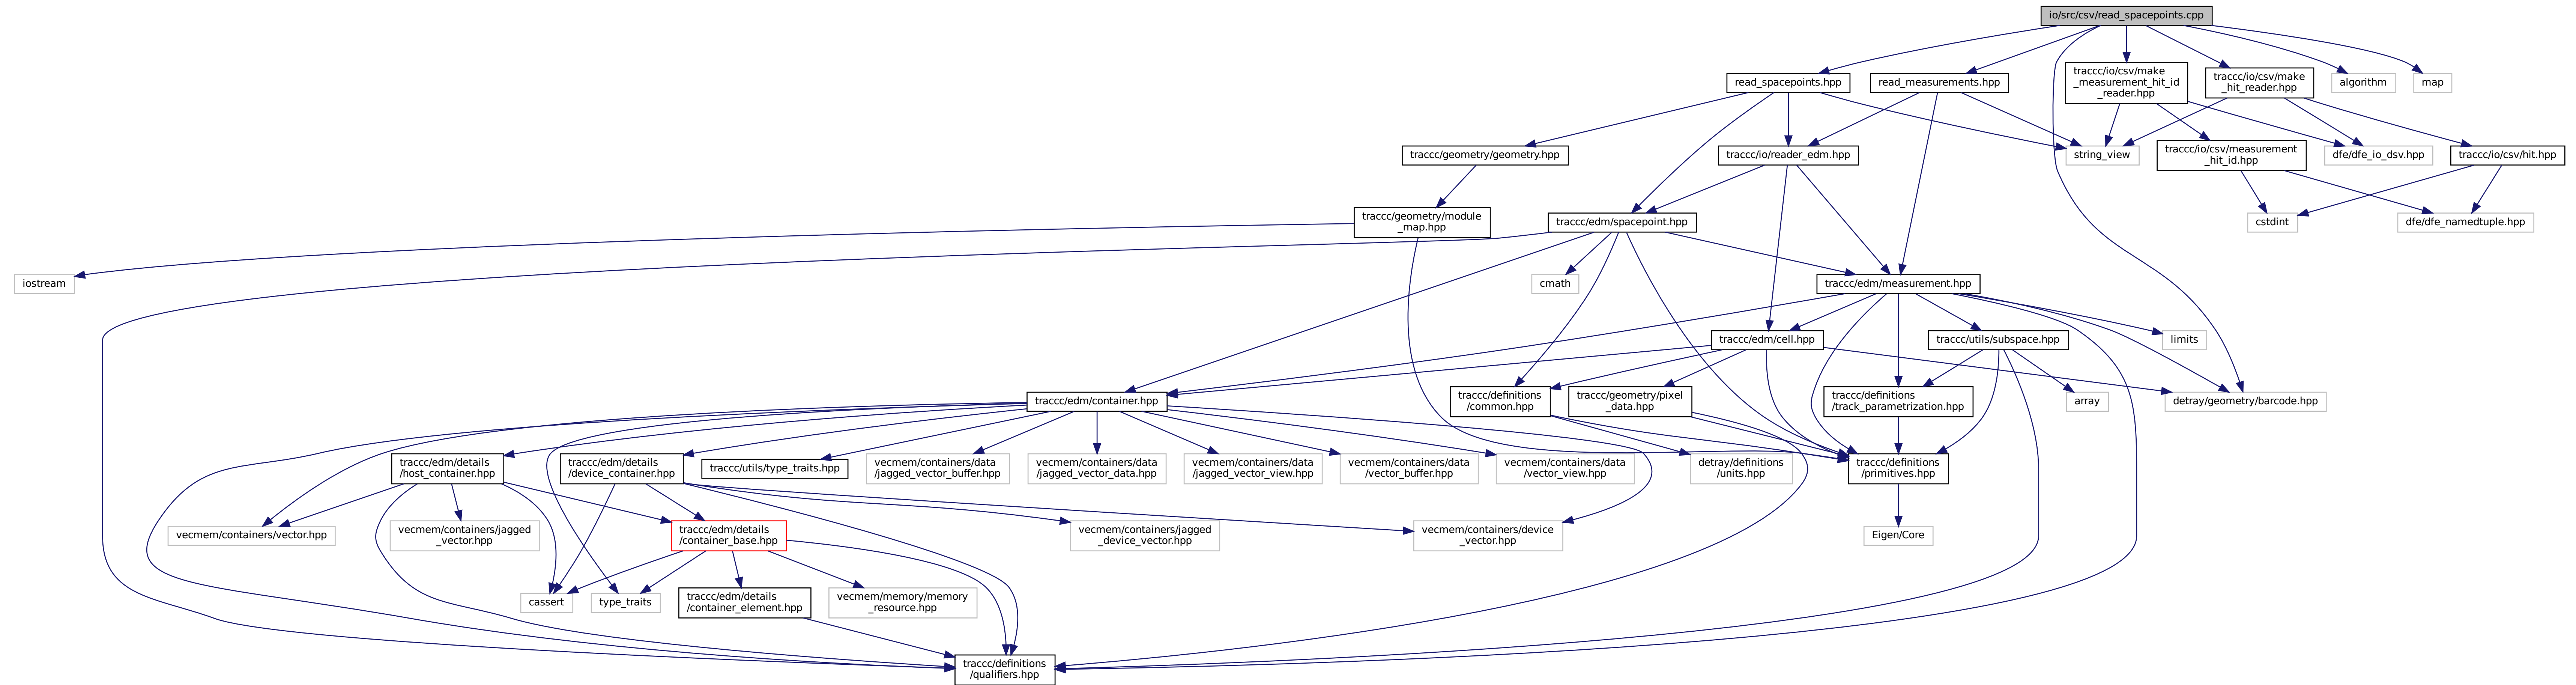 io/src/csv/read_spacepoints.cpp
read_spacepoints.hpp
read_measurements.hpp
traccc/io/csv/make
_measurement_hit_id
_reader.hpp
traccc/io/csv/make
_hit_reader.hpp
algorithm
map
traccc/geometry/geometry.hpp
traccc/io/reader_edm.hpp
string_view
traccc/io/csv/measurement
_hit_id.hpp
dfe/dfe_io_dsv.hpp
traccc/io/csv/hit.hpp
traccc/geometry/module
_map.hpp
traccc/edm/spacepoint.hpp
cstdint
dfe/dfe_namedtuple.hpp
iostream
cmath
traccc/edm/measurement.hpp
traccc/edm/cell.hpp
traccc/utils/subspace.hpp
limits
traccc/edm/container.hpp
traccc/definitions
/common.hpp
traccc/geometry/pixel
_data.hpp
traccc/definitions
/track_parametrization.hpp
array
detray/geometry/barcode.hpp
traccc/edm/details
/host_container.hpp
traccc/edm/details
/device_container.hpp
traccc/utils/type_traits.hpp
vecmem/containers/data
/jagged_vector_buffer.hpp
vecmem/containers/data
/jagged_vector_data.hpp
vecmem/containers/data
/jagged_vector_view.hpp
vecmem/containers/data
/vector_buffer.hpp
vecmem/containers/data
/vector_view.hpp
detray/definitions
/units.hpp
traccc/definitions
/primitives.hpp
vecmem/containers/vector.hpp
vecmem/containers/jagged
_vector.hpp
traccc/edm/details
/container_base.hpp
vecmem/containers/jagged
_device_vector.hpp
vecmem/containers/device
_vector.hpp
Eigen/Core
cassert
type_traits
traccc/edm/details
/container_element.hpp
vecmem/memory/memory
_resource.hpp
traccc/definitions
/qualifiers.hpp